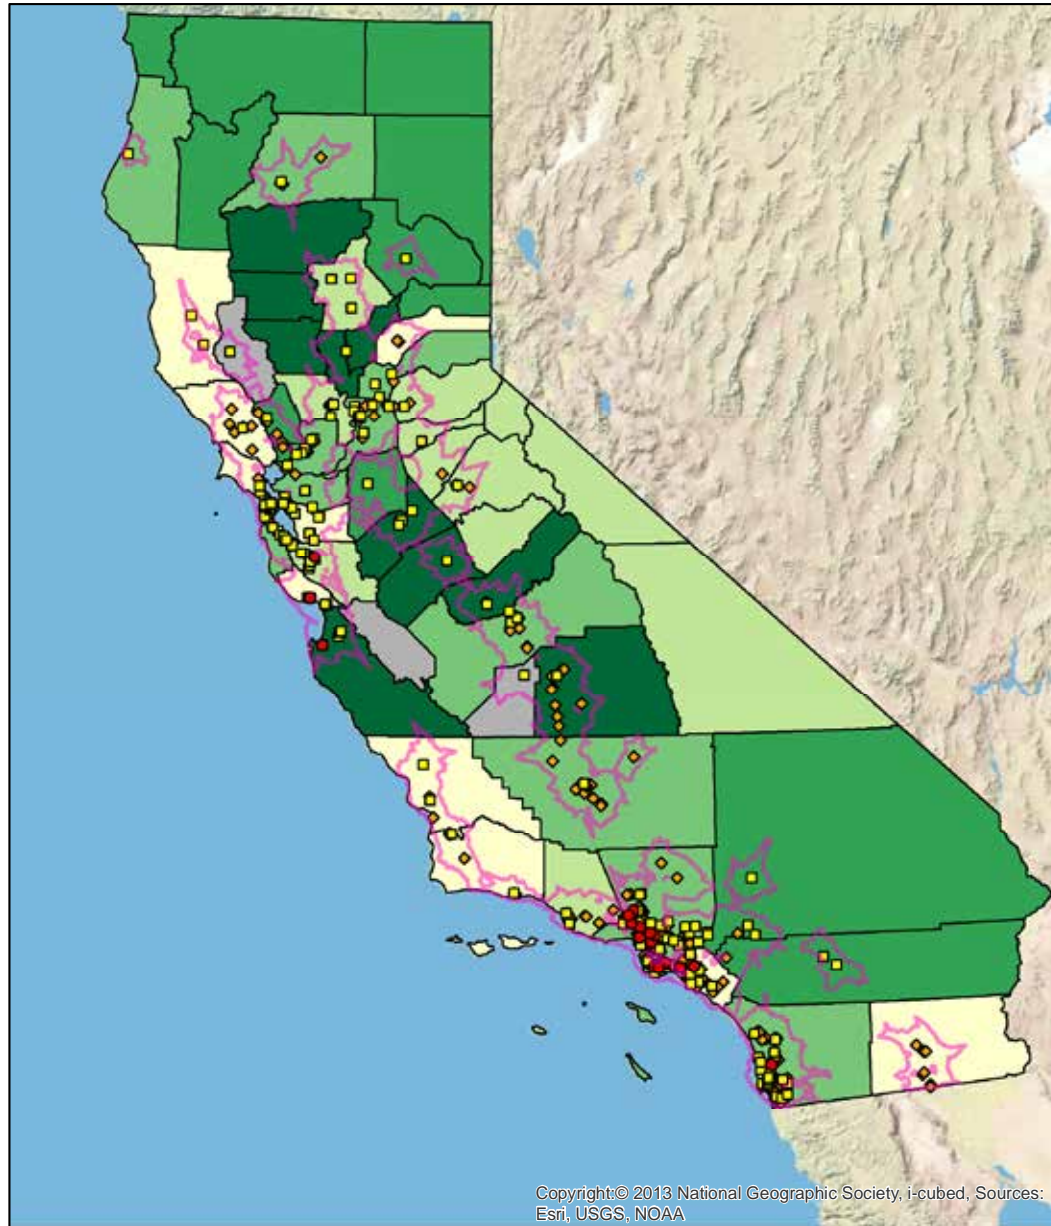 Copyright:© 2013 National Geographic Society, i-cubed, Sources:
Esri, USGS, NOAA